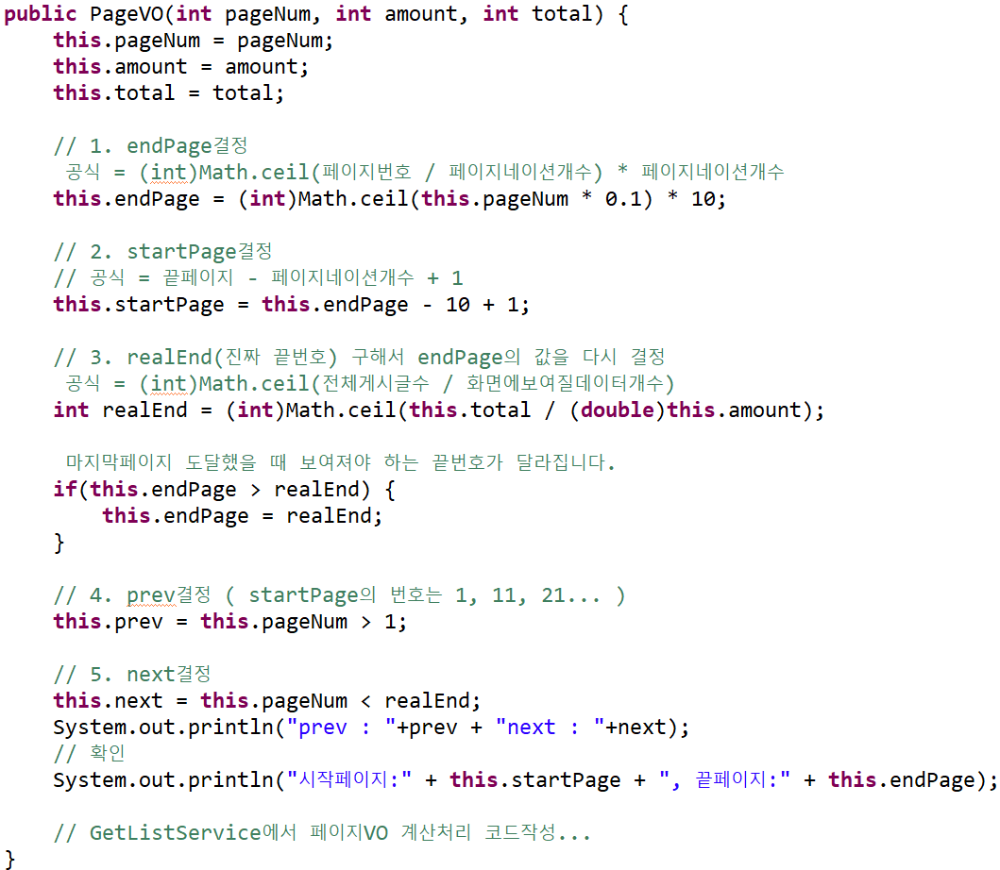 public PageVO(int pageNum, int amount, int total) {
this.pageNum = pageNum;
this.amount = amount;
this.total = total;
// 1. endPage결정
공식 = (int)Math.ceil(페이지번호 / 페이지네이션개수) * 페이지네이션개수
this.endPage = (int)Math.ceil(this.pageNum * 0.1) * 10;
// 2. startPage결정
// 공식 = 끝페이지 - 페이지네이션개수 + 1
this.startPage = this.endPage - 10 + 1;
// 3. realEnd(진짜 끝번호) 구해서 endPage의 값을 다시 결정
공식 = (int)Math.ceil(전체게시글수 / 화면에보여질데이터개수)
int realEnd = (int)Math.ceil(this.total / (double)this.amount);
마지막페이지 도달했을 때 보여져야 하는 끝번호가 달라집니다.
if(this.endPage > realEnd) {
this.endPage = realEnd;
}
// 4. prev결정 ( startPage의 번호는 1, 11, 21... )
this.prev = this.pageNum > 1;
// 5. next결정
this.next = this.pageNum < realEnd;
System.out.println("prev : "+prev + "next : "+next);
// 확인
System.out.println("시작페이지:" + this.startPage + ", 끝페이지:" + this.endPage);
// GetListService에서 페이지VO 계산처리 코드작성...
}